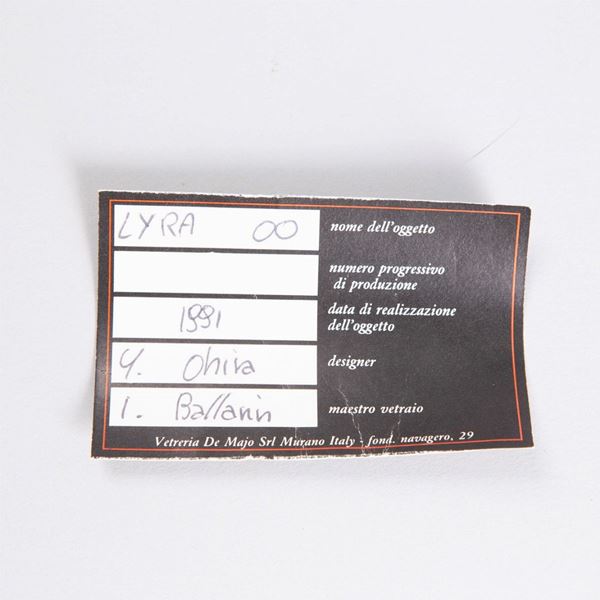 LYRA OO nome dell'oggetto
numero progressivo
di produzione
1991 data di realizzazione
dell'oggetto
Y. Ohira designer
I. Ballarin maestro vetraio
Vetreria De Majo Srl Murano Italy - fond. navagero, 29